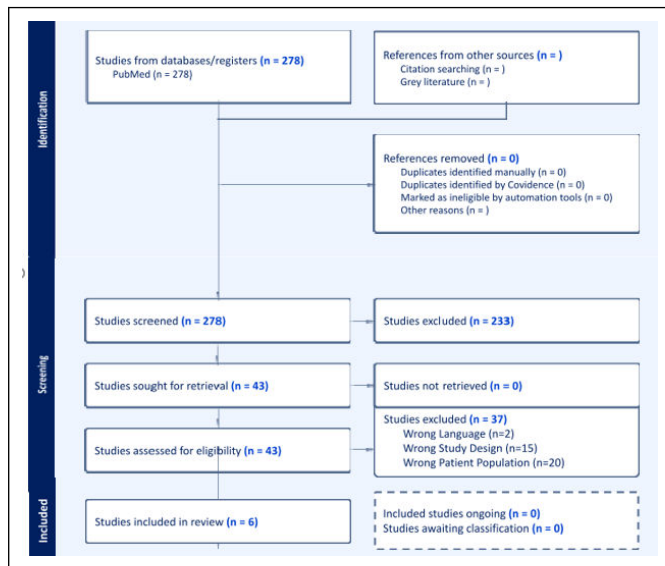 Identification
Studies from databases/registers (n = 278)
PubMed (n = 278)
References from other sources (n = )
Citation searching (n = )
Grey literature (n = )
References removed (n = 0)
Duplicates identified manually (n = 0)
Duplicates identified by Covidence (n = 0)
Marked as ineligible by automation tools (n = 0)
Other reasons (n = )
Screening
Studies screened (n = 278)
Studies excluded (n = 233)
Studies sought for retrieval (n = 43)
Studies not retrieved (n = 0)
Studies assessed for eligibility (n = 43)
Studies excluded (n = 37)
Wrong Language (n=2)
Wrong Study Design (n=15)
Wrong Patient Population (n=20)
Included
Studies included in review (n = 6)
Included studies ongoing (n = 0)
Studies awaiting classification (n = 0)